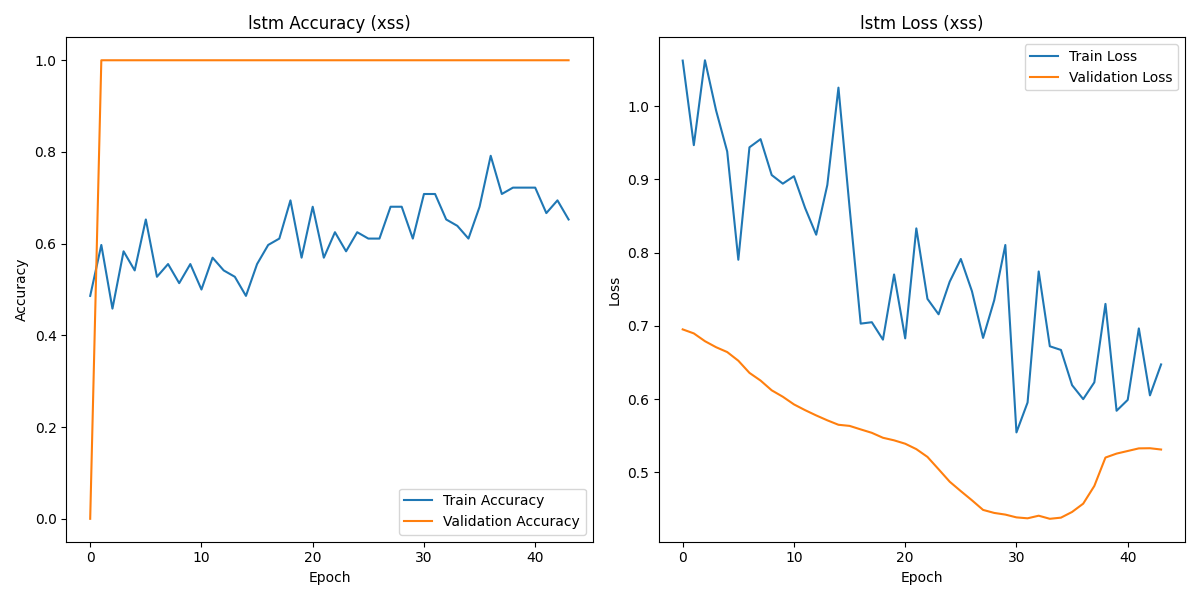 lstm Accuracy (xss)
1.0
0.8
0.6
0.4
0.2
0.0
Accuracy
0
10
20
30
40
Epoch
Train Accuracy
Validation Accuracy
lstm Loss (xss)
1.0
0.9
0.8
0.7
0.6
0.5
Loss
0
10
20
30
40
Epoch
Train Loss
Validation Loss